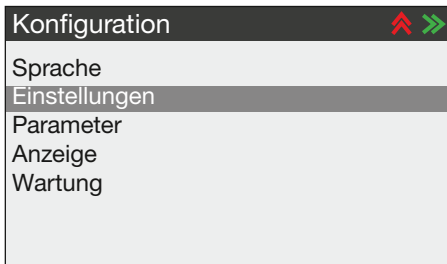 Konfiguration
Sprache
Einstellungen
Parameter
Anzeige
Wartung